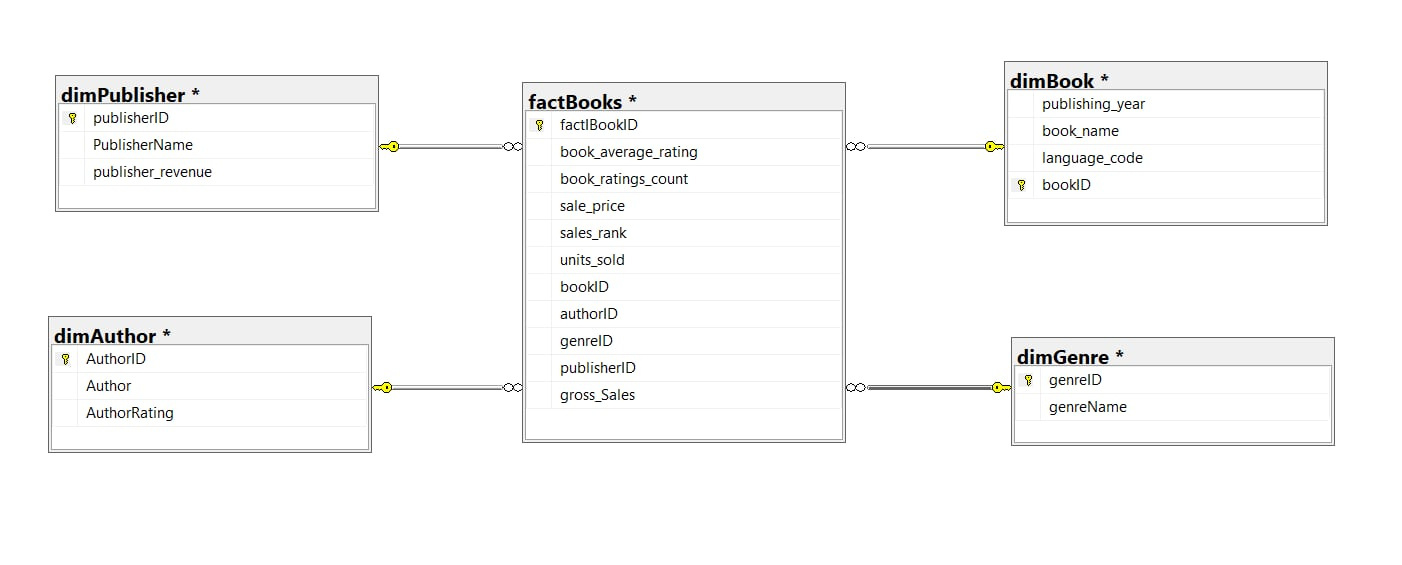 dimPublisher *
publisherID
PublisherName
publisher_revenue
factBooks *
factIBookID
book_average_rating
book_ratings_count
sale_price
sales_rank
units_sold
bookID
authorID
genreID
publisherID
gross_Sales
dimBook *
publishing_year
book_name
language_code
bookID
dimAuthor *
AuthorID
Author
AuthorRating
dimGenre *
genreID
genreName